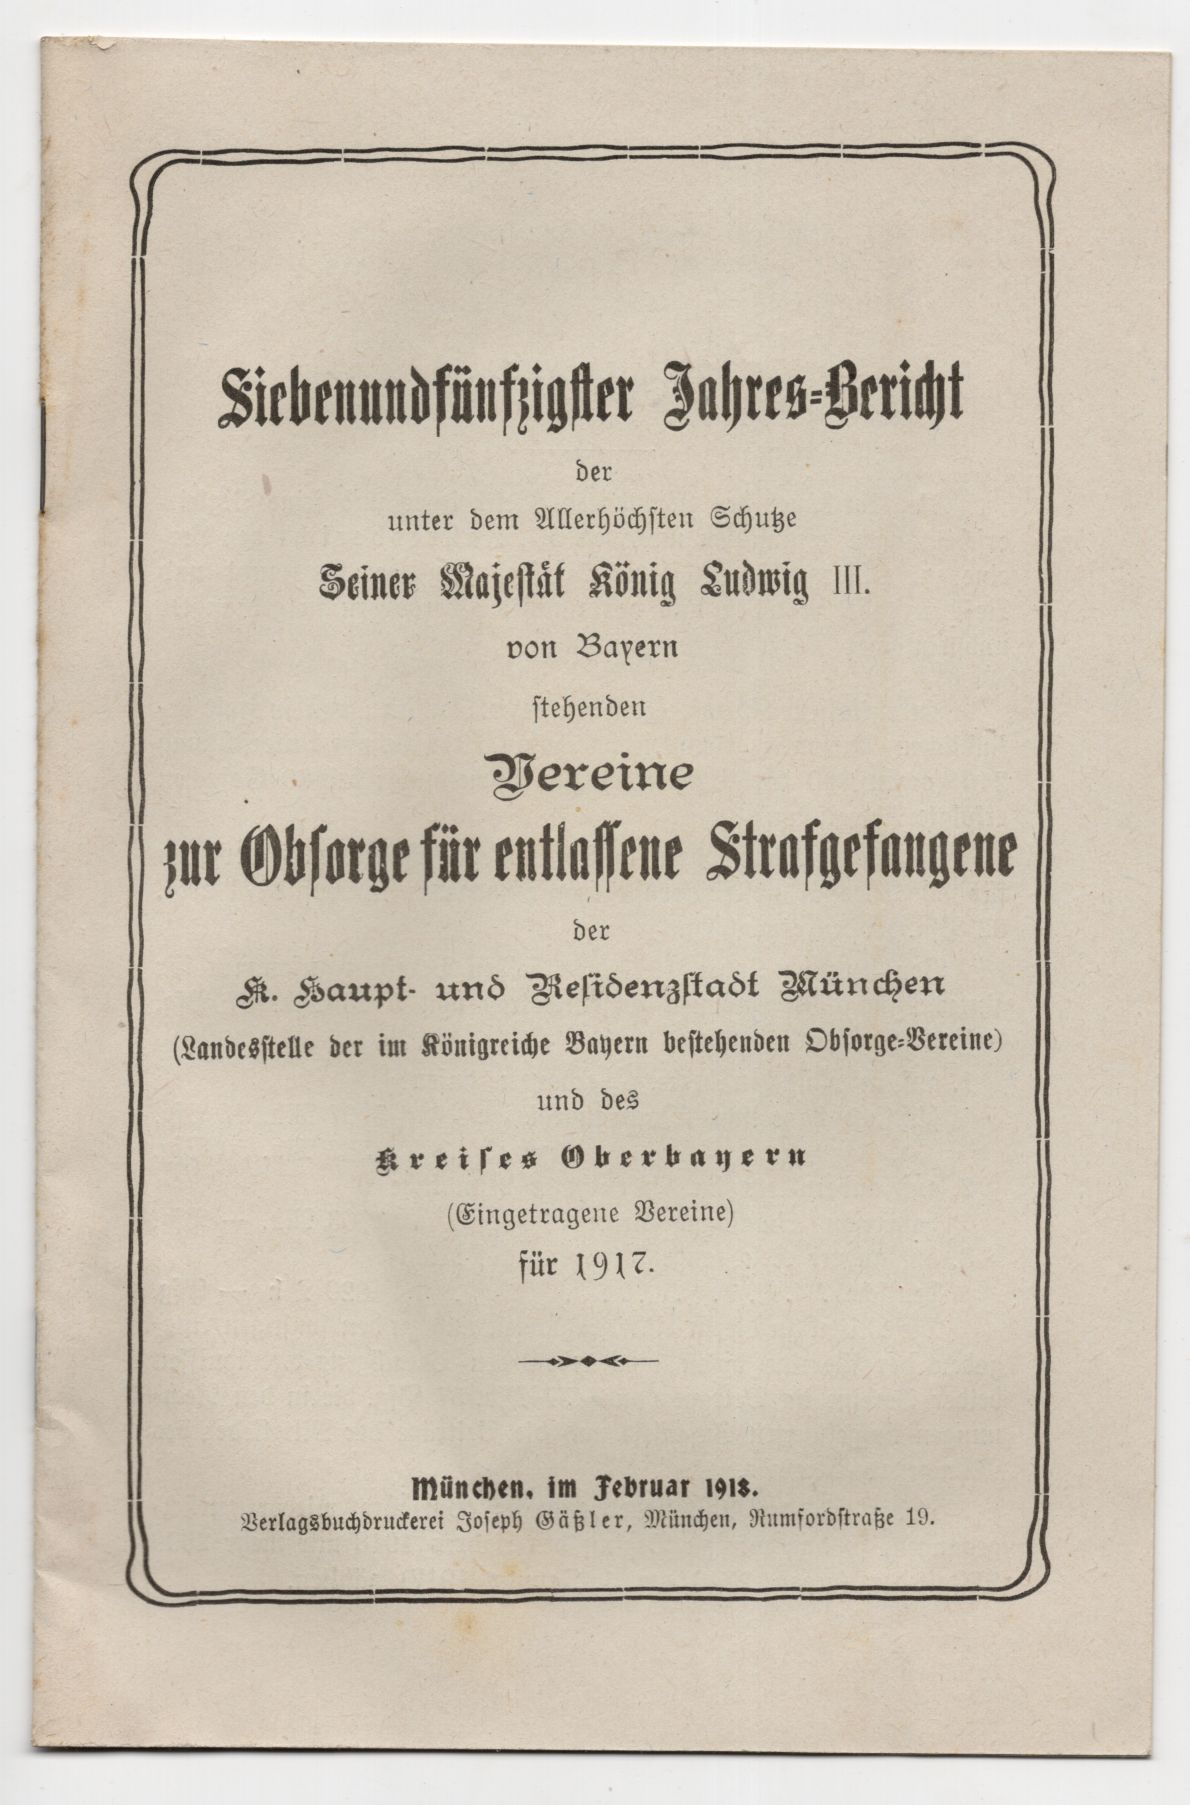 Siebenundfünfzigster Jahres-Bericht
der
unter dem Allerhöchsten Schutze
Seiner Majestät König Ludwig III.
von Bayern
stehenden
Vereine
zur Obsorge für entlassene Strafgefangene
der
K. Haupt- und Residenzstadt München
(Landesstelle der im Königreiche Bayern bestehenden Obsorge-Vereine)
und des
Kreises Oberbayern
(Eingetragene Vereine)
für 1917.
München, im Februar 1918.
Verlagsbuchdruckerei Joseph Gäßler, München, Rumfordstraße 19.